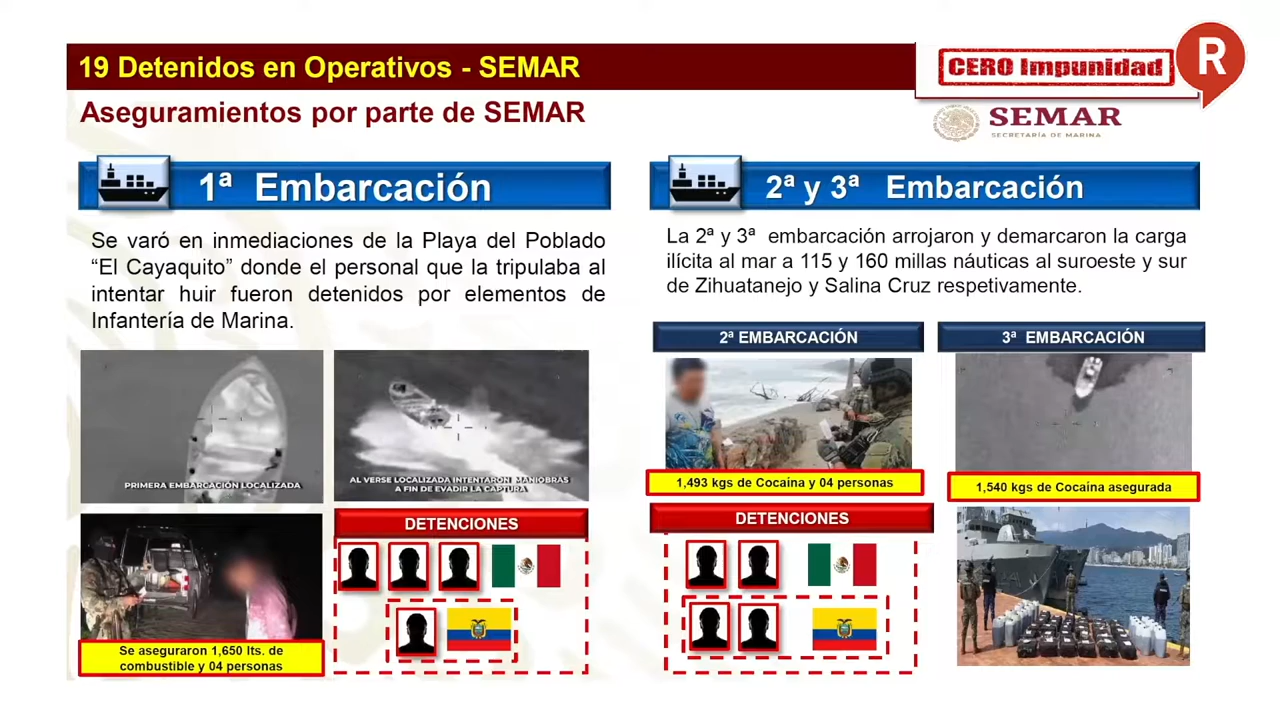 19 Detenidos en Operativos - SEMAR
CERO Impunidad
R
Aseguramientos por parte de SEMAR
SEMAR
SECRETARÍA DE MARINA
1ª Embarcación
Se varó en inmediaciones de la Playa del Poblado
“El Cayaquito” donde el personal que la tripulaba al
intentar huir fueron detenidos por elementos de
Infantería de Marina.
PRIMERA EMBARCACIÓN LOCALIZADA
AL VERSE LOCALIZADA INTENTARON MANIOBRAS
A FIN DE EVADIR LA CAPTURA
Se aseguraron 1,650 lts. de
combustible y 04 personas
DETENCIONES
2ª y 3ª Embarcación
La 2ª y 3ª embarcación arrojaron y demarcaron la carga
ilícita al mar a 115 y 160 millas náuticas al suroeste y sur
de Zihuatanejo y Salina Cruz respetivamente.
2ª EMBARCACIÓN
1,493 kgs de Cocaína y 04 personas
DETENCIONES
3ª EMBARCACIÓN
1,540 kgs de Cocaína asegurada